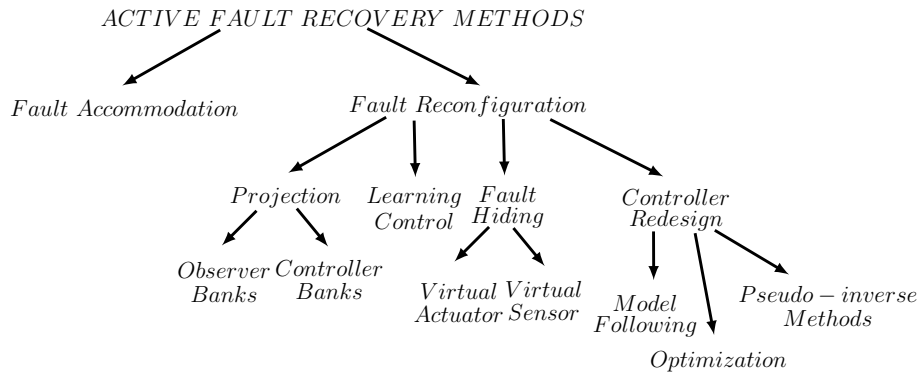 ACTIVE FAULT RECOVERY METHODS
Fault Accommodation
Fault Reconfiguration
Projection
Learning
Control
Fault
Hiding
Controller
Redesign
Observer
Banks
Controller
Banks
Virtual
Actuator
Virtual
Sensor
Model
Following
Optimization
Pseudo − inverse
Methods